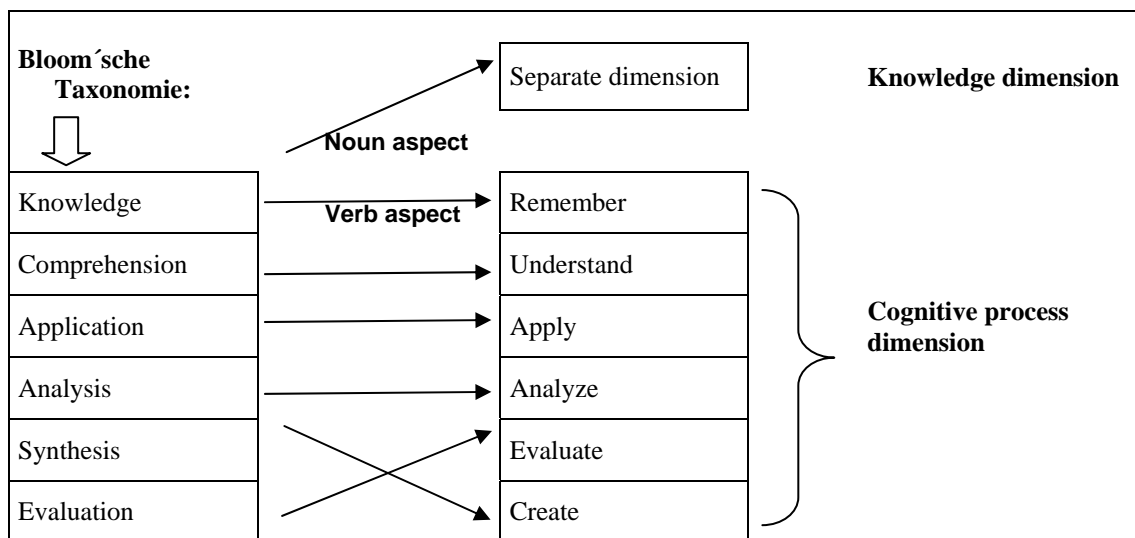 Bloom´sche
Taxonomie:
Separate dimension
Knowledge dimension
Noun aspect
Knowledge
Verb aspect
Remember
Comprehension
Understand
Application
Apply
Cognitive process
dimension
Analysis
Analyze
Synthesis
Evaluate
Evaluation
Create